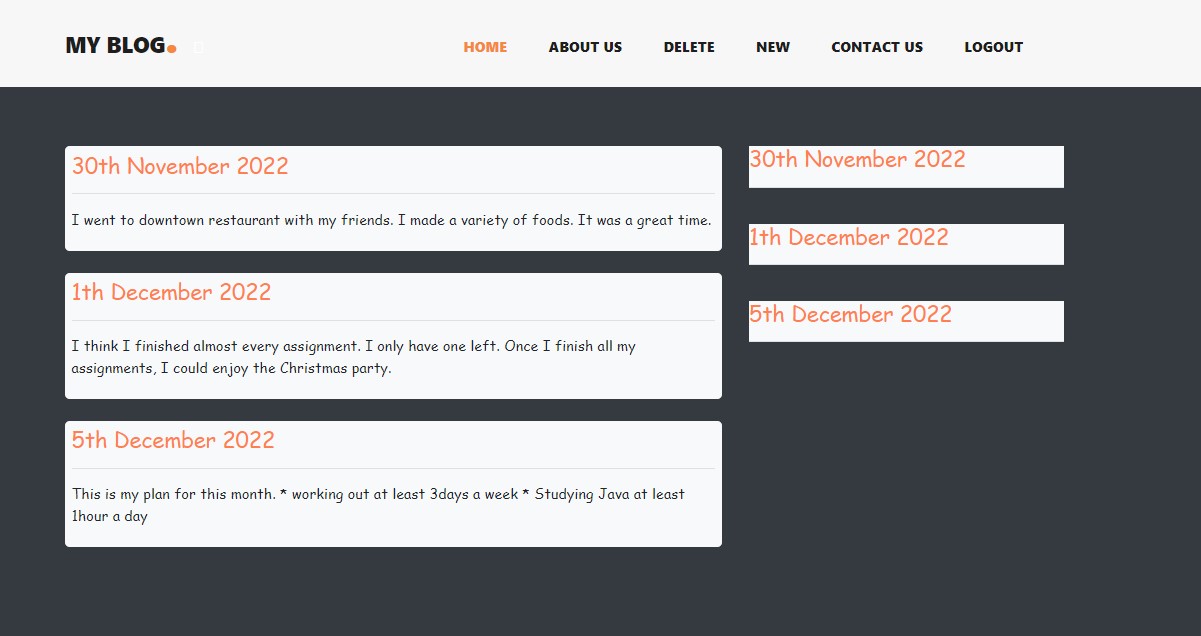 MY BLOG.
HOME ABOUT US DELETE NEW CONTACT US LOGOUT
30th November 2022
I went to downtown restaurant with my friends. I made a variety of foods. It was a great time.
1th December 2022
I think I finished almost every assignment. I only have one left. Once I finish all my
assignments, I could enjoy the Christmas party.
5th December 2022
This is my plan for this month. * working out at least 3days a week * Studying Java at least
1hour a day
30th November 2022
1th December 2022
5th December 2022